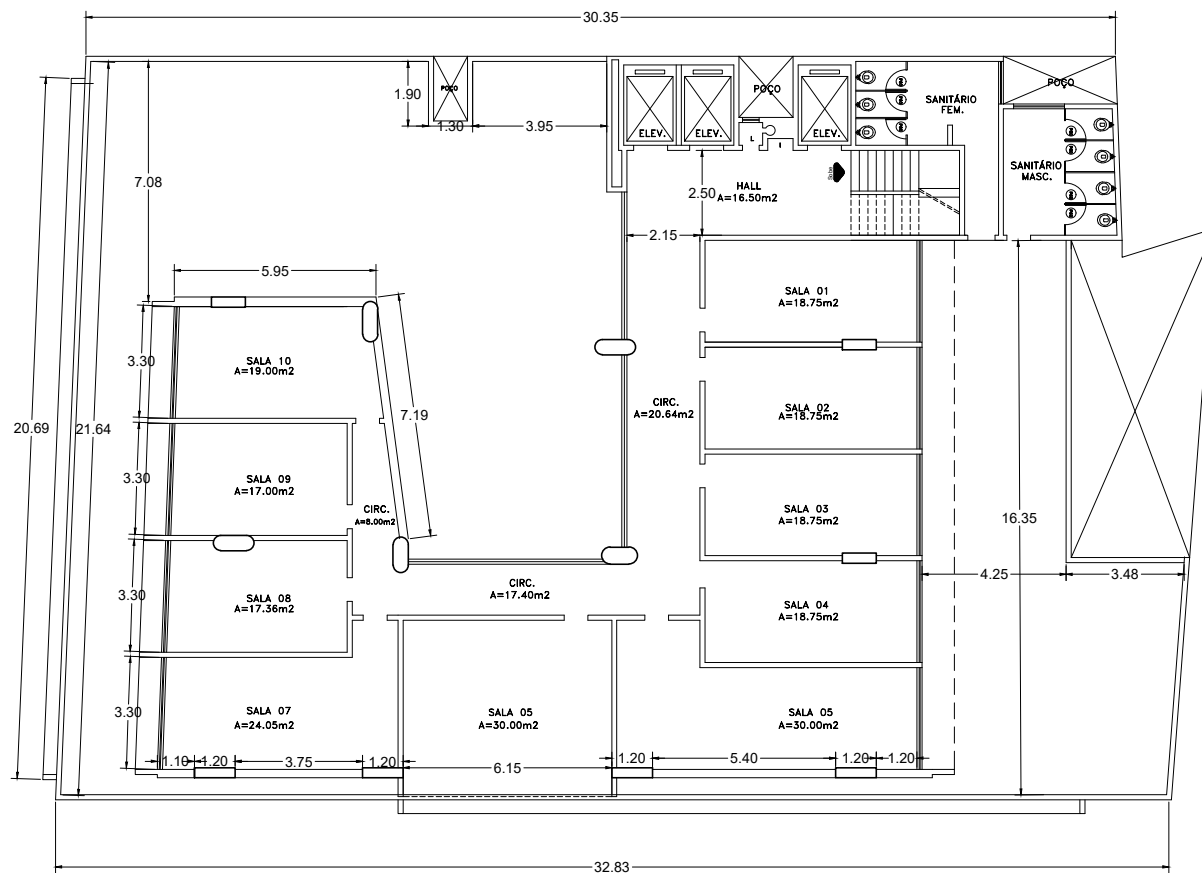 30.35
POÇO
1.90
1.30
3.95
ELEV.
ELEV.
POÇO
ELEV.
L
I
SANITÁRIO
FEM.
POÇO
SANITÁRIO
MASC.
7.08
2.50
HALL
A=16.50m2
Sobe
2.15
5.95
SALA 01
A=18.75m2
3.30
SALA 10
A=19.00m2
7.19
CIRC.
A=20.64m2
SALA 02
A=18.75m2
20.69
21.64
3.30
SALA 09
A=17.00m2
CIRC.
A=8.00m2
SALA 03
A=18.75m2
16.35
4.25
3.48
3.30
SALA 08
A=17.36m2
CIRC.
A=17.40m2
SALA 04
A=18.75m2
3.30
SALA 07
A=24.05m2
SALA 05
A=30.00m2
SALA 05
A=30.00m2
1.10
1.20
3.75
1.20
6.15
1.20
5.40
1.20
1.20
32.83